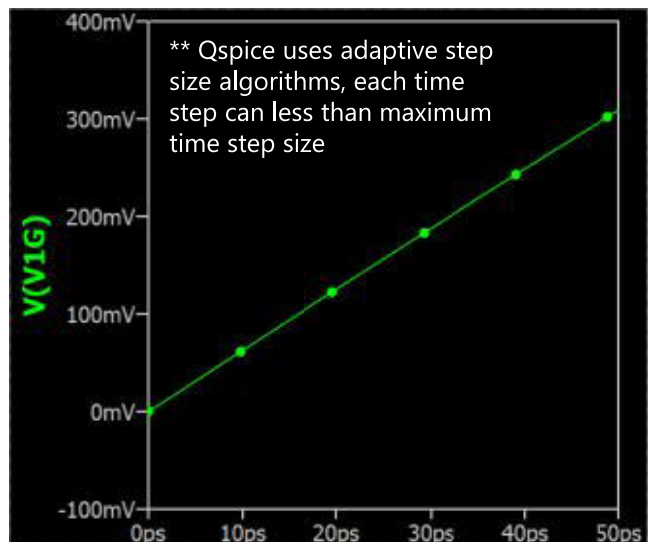 400mV
** Qspice uses adaptive step
size algorithms, each time
step can less than maximum
time step size
300mV
200mV
V(V1G)
100mV
0mV
-100mV
0ps 10ps 20ps 30ps 40ps 50ps